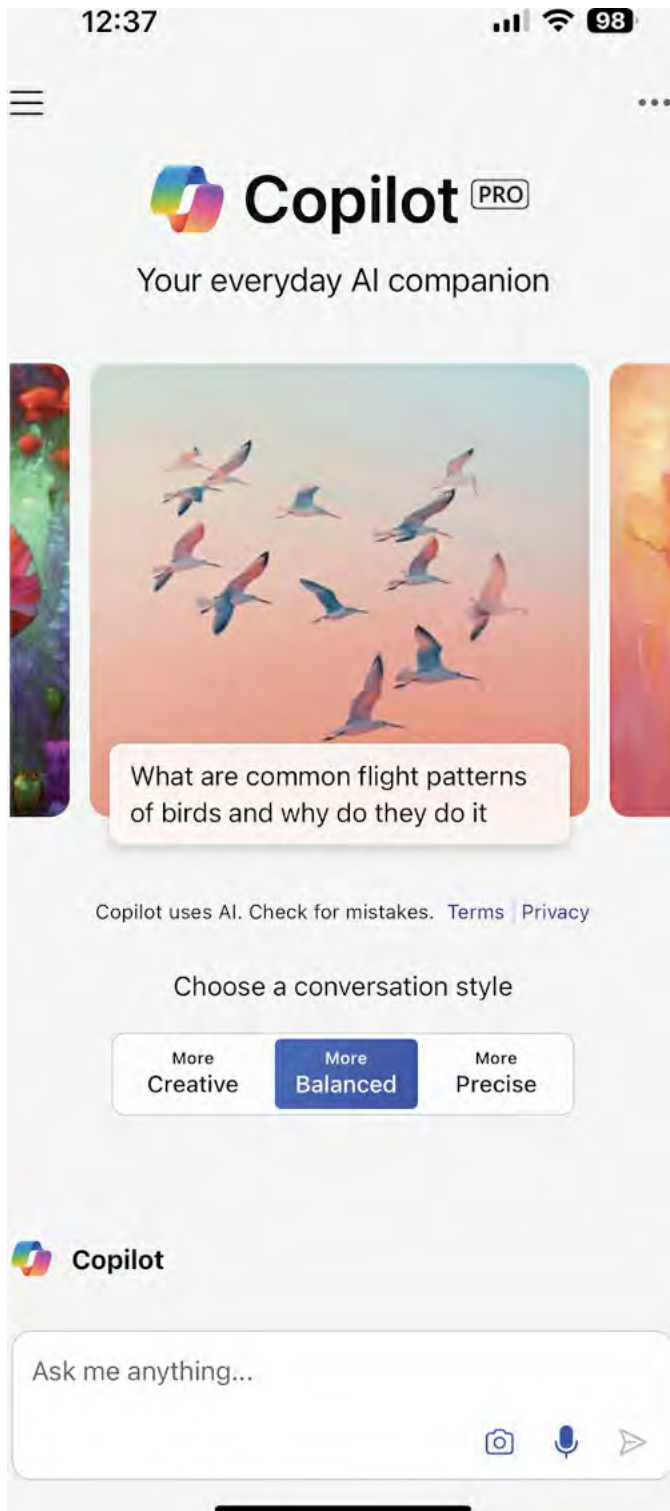 12:37
98
Copilot PRO
Your everyday AI companion
What are common flight patterns
of birds and why do they do it
Copilot uses AI. Check for mistakes. Terms | Privacy
Choose a conversation style
More
Creative
More
Balanced
More
Precise
Copilot
Ask me anything...